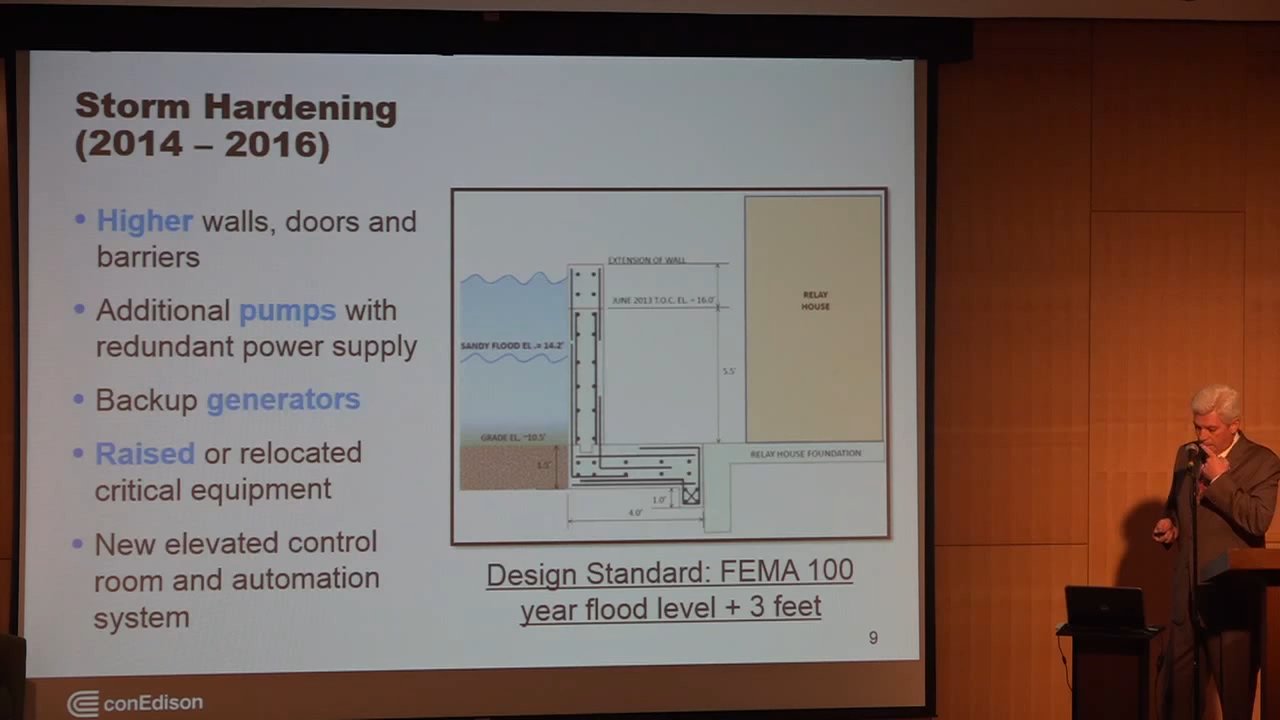 Storm Hardening
(2014 – 2016)
• Higher walls, doors and
barriers
• Additional pumps with
redundant power supply
• Backup generators
• Raised or relocated
critical equipment
• New elevated control
room and automation
system
EXTENSION OF WALL
JUNE 2013 T.O.C. EL. ~ 16.0'
RELAY
HOUSE
SANDY FLOOD EL .= 14.2'
5.5'
GRADE EL. ~10.5'
RELAY HOUSE FOUNDATION
1.0'
4.0'
Design Standard: FEMA 100
year flood level + 3 feet
9
conEdison